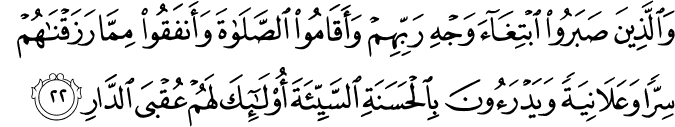 وَٱلَّذِينَ صَبَرُوا۟ ٱبْتِغَآءَ وَجْهِ رَبِّهِمْ وَأَقَامُوا۟ ٱلصَّلَوٰةَ وَأَنفَقُوا۟ مِمَّا رَزَقْنَـٰهُمْ
سِرًّا وَعَلَانِيَةً وَيَدْرَءُونَ بِٱلْحَسَنَةِ ٱلسَّيِّئَةَ أُو۟لَـٰٓئِكَ لَهُمْ عُقْبَى ٱلدَّارِ ٢٢